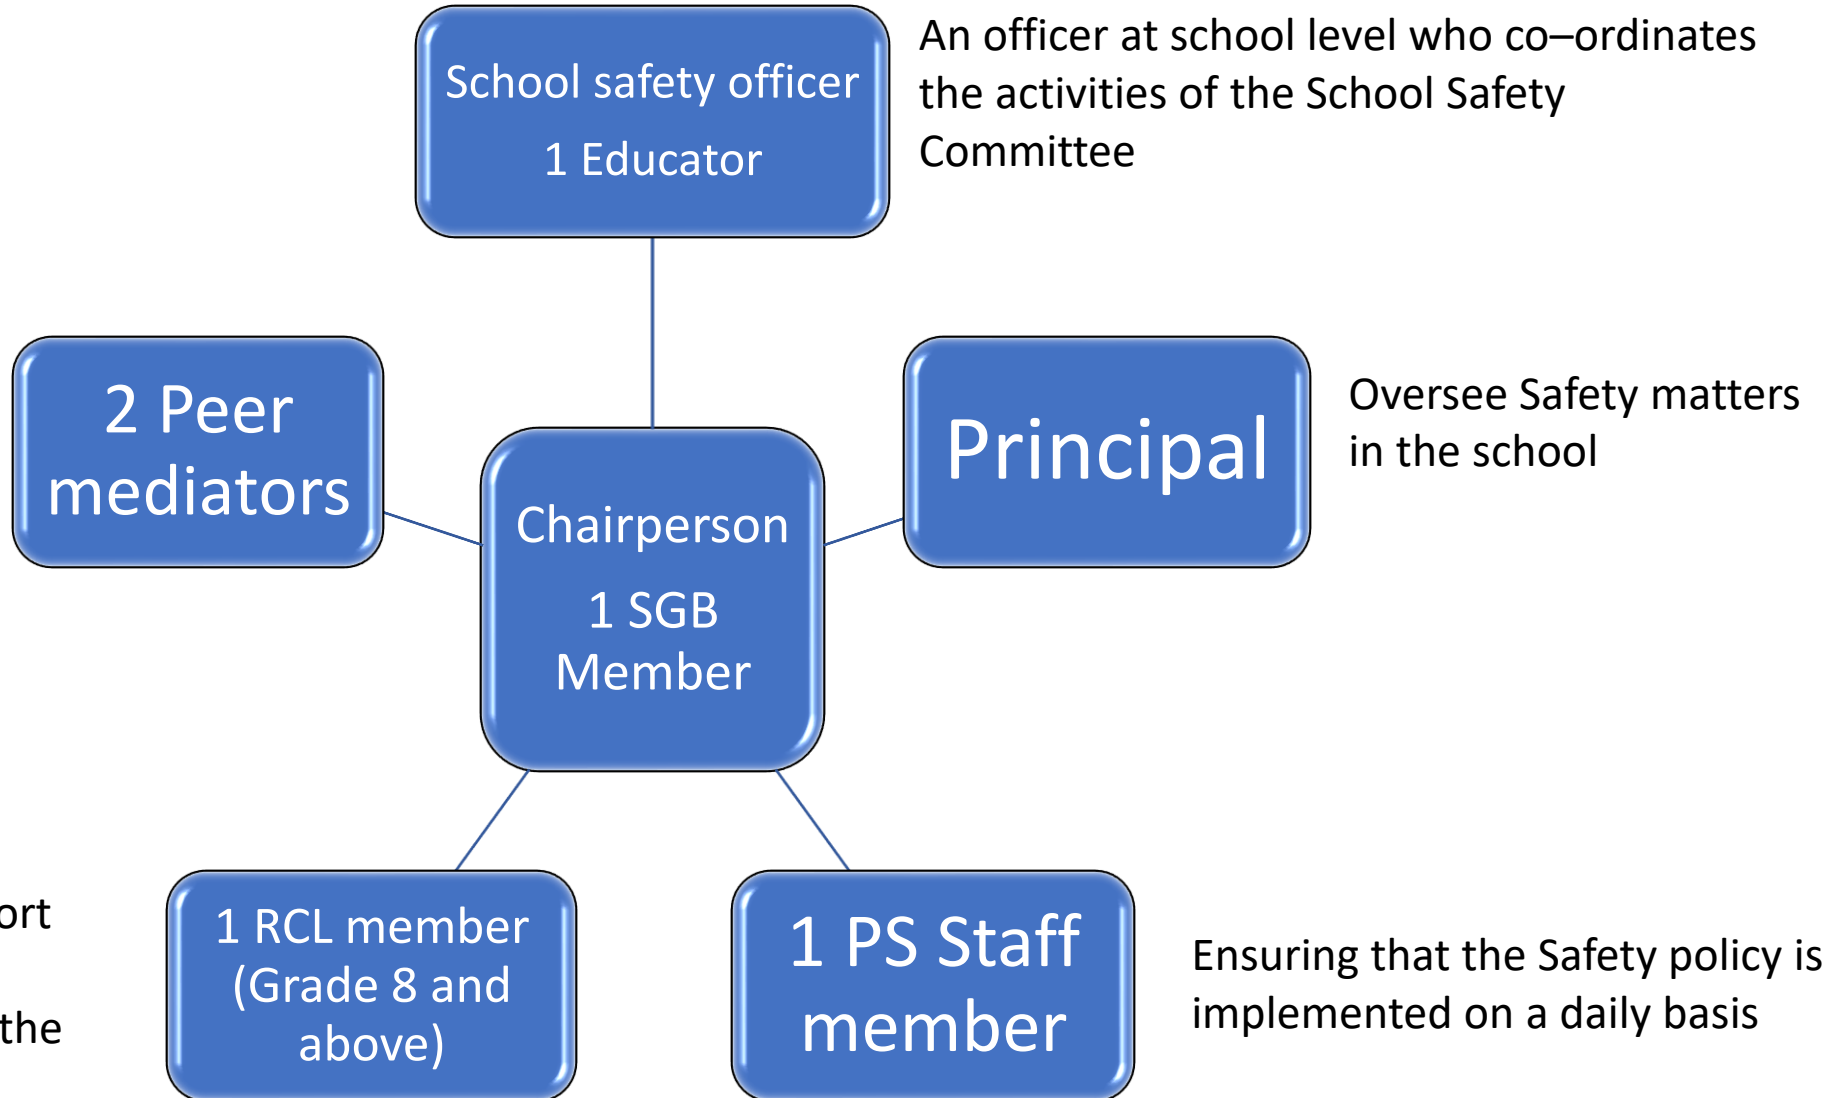 School safety officer
1 Educator
An officer at school level who co–ordinates
the activities of the School Safety
Committee
2 Peer
mediators
Principal
Oversee Safety matters
in the school
Chairperson
1 SGB
Member
1 RCL member
(Grade 8 and
above)
the
1 PS Staff
member
Ensuring that the Safety policy is
implemented on a daily basis